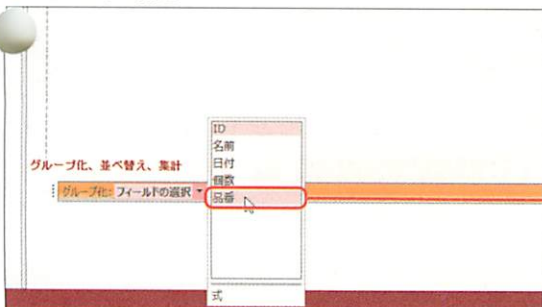 ID
名前
日付
個数
品番
グループ化、並べ替え、集計
グループ化: フィールドの選択
式